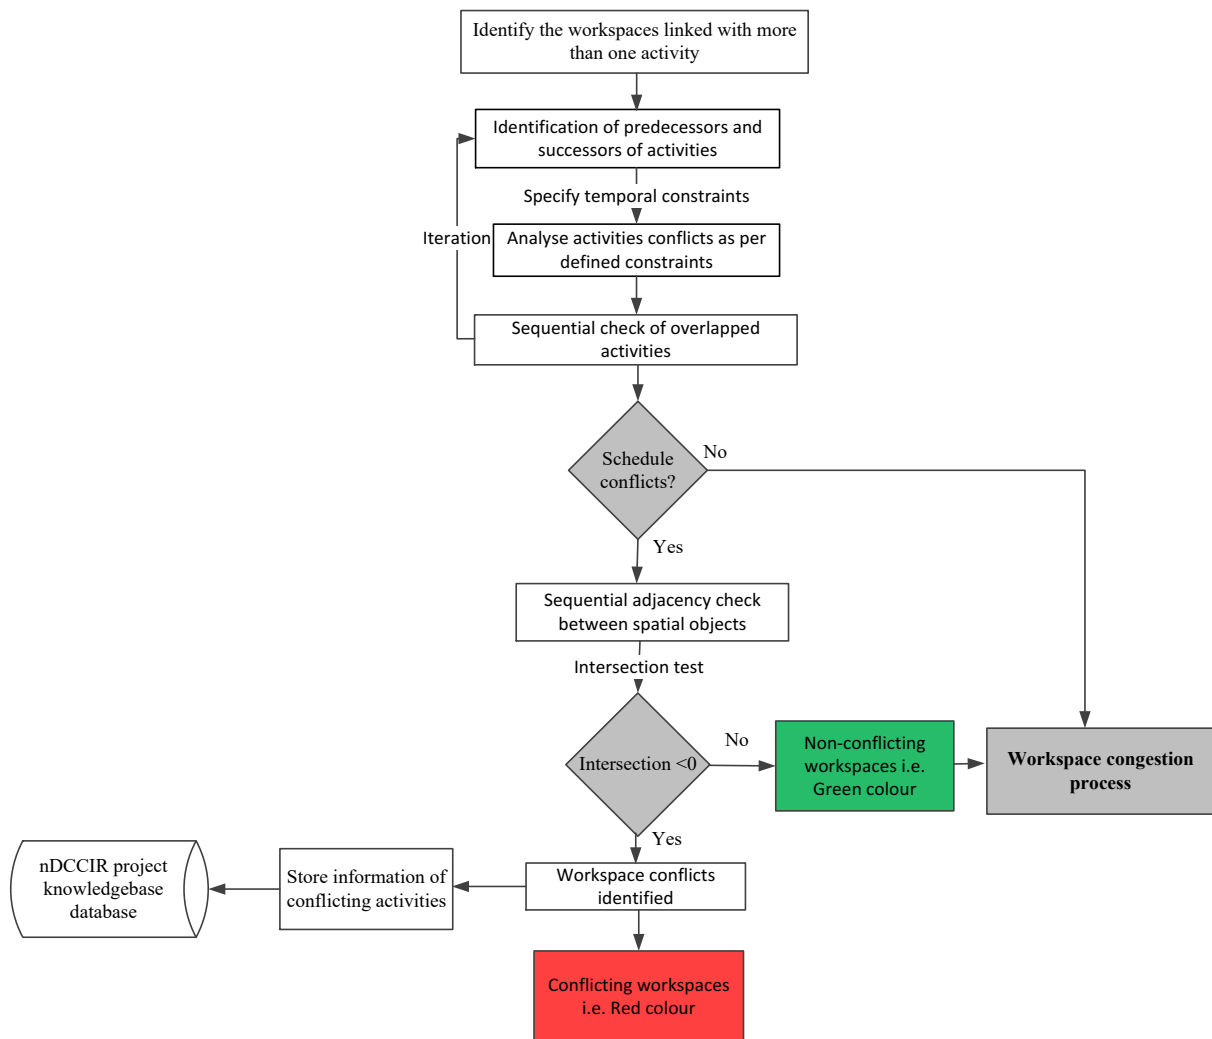 Identify the workspaces linked with more
than one activity
Identification of predecessors and
successors of activities
Specify temporal constraints
Iteration
Analyse activities conflicts as per
defined constraints
Sequential check of overlapped
activities
Schedule
conflicts?
No
Yes
Sequential adjacency check
between spatial objects
Intersection test
Intersection <0
No
Non-conflicting
workspaces i.e.
Green colour
Workspace congestion
process
Yes
Workspace conflicts
identified
Store information of
conflicting activities
nDCCIR project
knowledgebase
database
Conflicting workspaces
i.e. Red colour